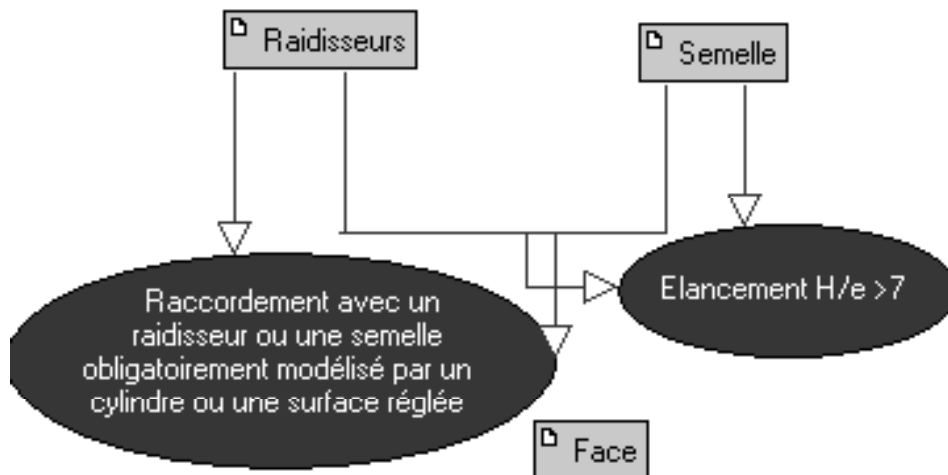 Raidisseurs
Semelle
Raccordement avec un
raidisseur ou une semelle
obligatoirement modélisé par un
cylindre ou une surface réglée
Elancement H/e >7
Face